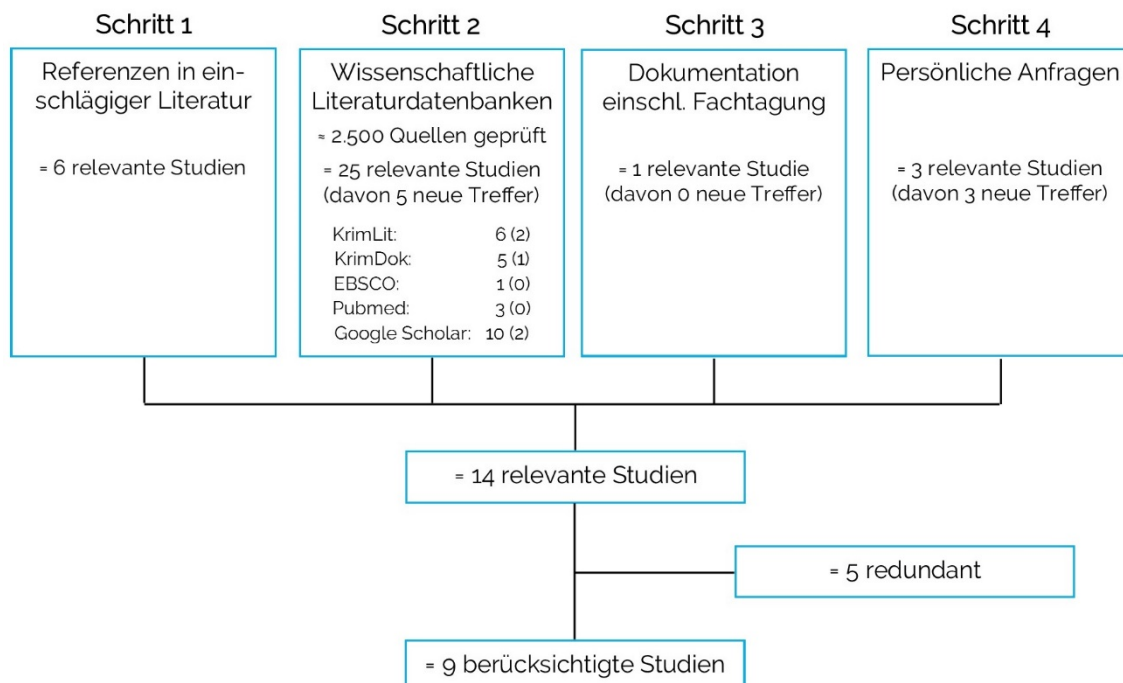 Schritt 1
Referenzen in ein-
schlägiger Literatur
= 6 relevante Studien
Schritt 2
Wissenschaftliche
Literaturdatenbanken
≈ 2.500 Quellen geprüft
= 25 relevante Studien
(davon 5 neue Treffer)
KrimLit: 6 (2)
KrimDok: 5 (1)
EBSCO: 1 (0)
Pubmed: 3 (0)
Google Scholar: 10 (2)
Schritt 3
Dokumentation
einschl. Fachtagung
= 1 relevante Studie
(davon 0 neue Treffer)
Schritt 4
Persönliche Anfragen
= 3 relevante Studien
(davon 3 neue Treffer)
= 14 relevante Studien
= 5 redundant
= 9 berücksichtigte Studien